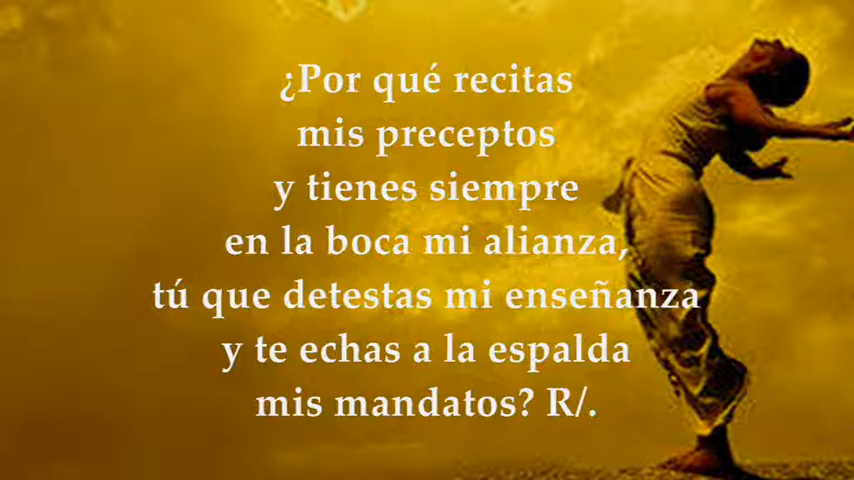 ¿Por qué recitas
mis preceptos
y tienes siempre
en la boca mi alianza,
tú que detestas mi enseñanza
y te echas a la espalda
mis mandatos? R/.